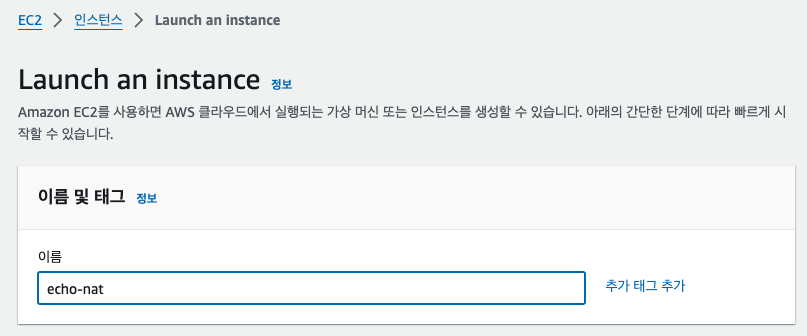 EC2 > 인스턴스 > Launch an instance
Launch an instance 정보
Amazon EC2를 사용하면 AWS 클라우드에서 실행되는 가상 머신 또는 인스턴스를 생성할 수 있습니다. 아래의 간단한 단계에 따라 빠르게 시
작할 수 있습니다.
이름 및 태그 정보
이름
echo-nat 추가 태그 추가